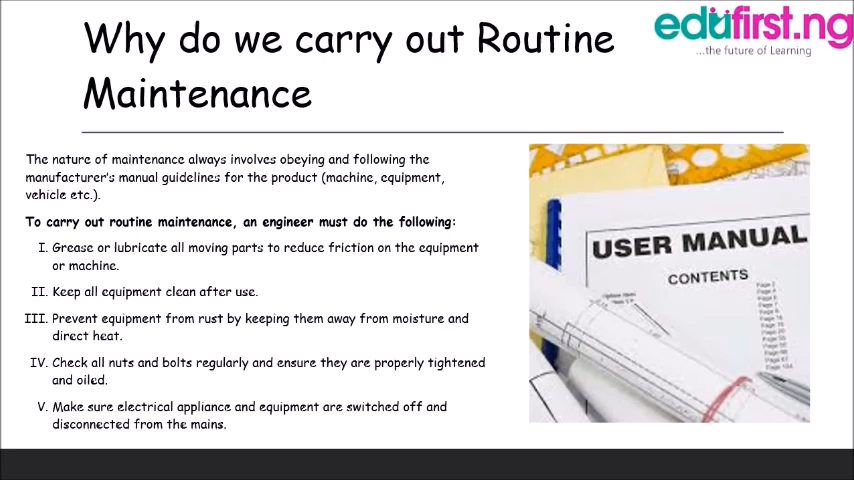 Why do we carry out Routine
Maintenance
edufirst.ng
...the future of Learning
The nature of maintenance always involves obeying and following the
manufacturer's manual guidelines for the product (machine, equipment,
vehicle etc.).
To carry out routine maintenance, an engineer must do the following:
I. Grease or lubricate all moving parts to reduce friction on the equipment
or machine.
II. Keep all equipment clean after use.
III. Prevent equipment from rust by keeping them away from moisture and
direct heat.
IV. Check all nuts and bolts regularly and ensure they are properly tightened
and oiled.
V. Make sure electrical appliance and equipment are switched off and
disconnected from the mains.
USER MANUAL
CONTENTS